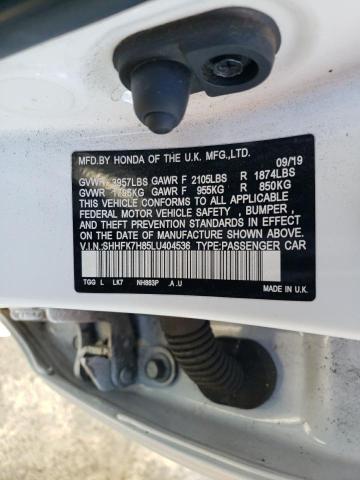 MFD.BY HONDA OF THE U.K. MFG.,LTD. 09/19
GVWR 3957LBS GAWR F 2105LBS R 1874LBS
GVWR 1795KG GAWR F 955KG R 850KG
THIS VEHICLE CONFORMS TO ALL APPLICABLE
FEDERAL MOTOR VEHICLE SAFETY , BUMPER ,
AND THEFT PREVENTION STANDARDS IN EFFECT
ON THE DATE OF MANUFACTURE SHOWN ABOVE.
V.I.N:SHHFK7H85LU404536 TYPE:PASSENGER CAR
TGG L LK7 NH883P .A.U MADE IN U.K.